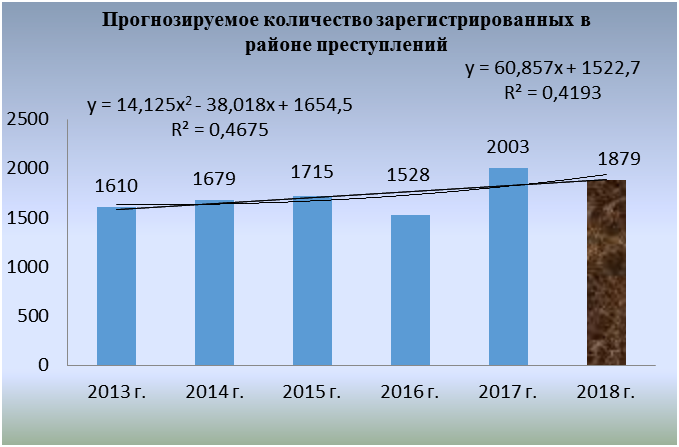 Прогнозируемое количество зарегистрированных в
районе преступлений
y = 60,857x + 1522,7
R² = 0,4193
y = 14,125x² - 38,018x + 1654,5
R² = 0,4675
2500
2000
1500
1000
500
0
1610
1679
1715
1528
2003
1879
2013 г.
2014 г.
2015 г.
2016 г.
2017 г.
2018 г.